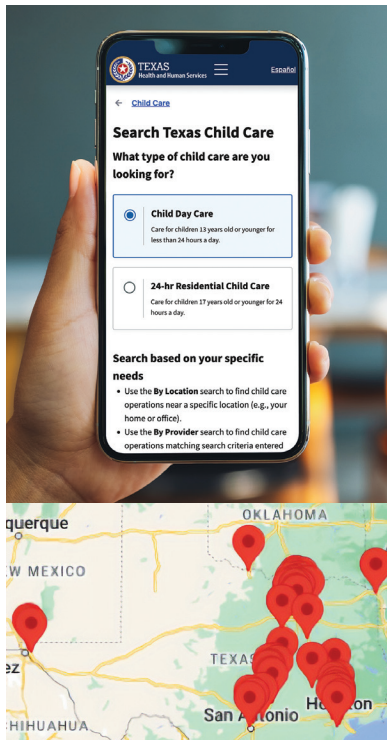 TEXAS
Health and Human Services
Español
← Child Care
Search Texas Child Care
What type of child care are you
looking for?
Child Day Care
Care for children 13 years old or younger for
less than 24 hours a day.
24-hr Residential Child Care
Care for children 17 years old or younger for 24
hours a day.
Search based on your specific
needs
• Use the By Location search to find child care
operations near a specific location (e.g., your
home or office).
• Use the By Provider search to find child care
operations matching search criteria entered
OKLAHOMA
querque
W MEXICO
TEXAS
ez
San Antonio
HIHUAHUA